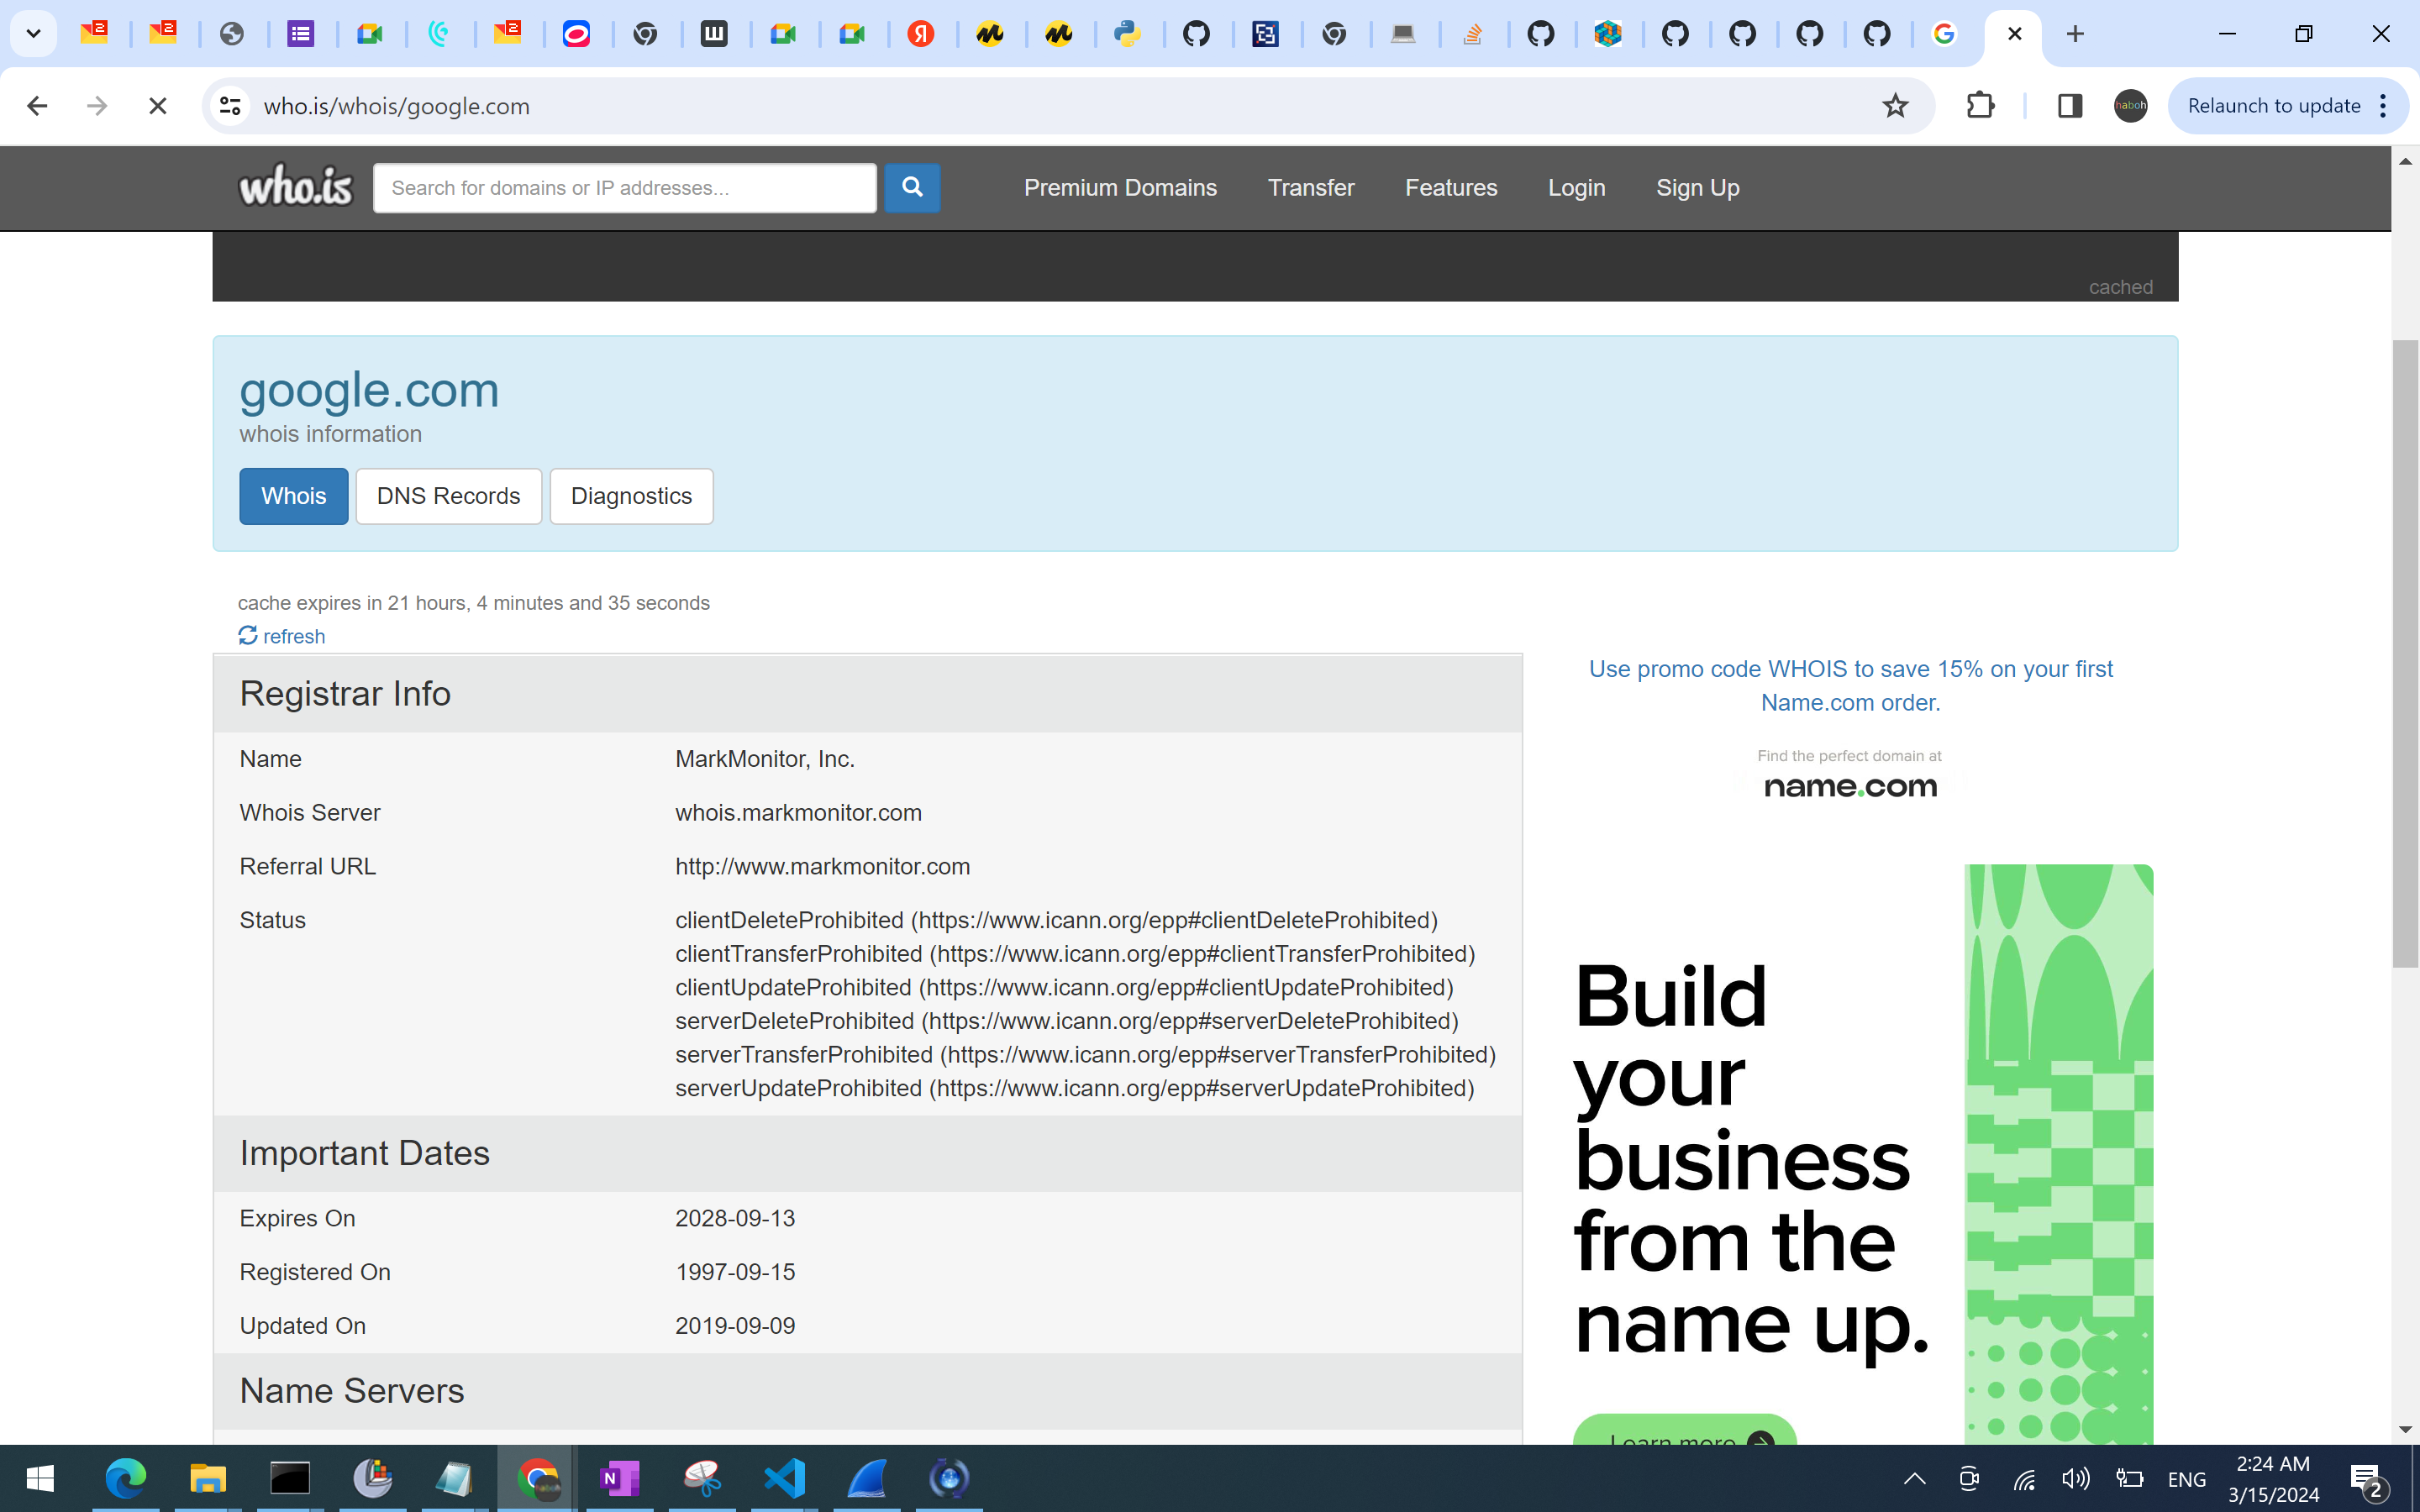 who.is/whois/google.com
haboh
Relaunch to update
who.is
Search for domains or IP addresses...
Premium Domains
Transfer
Features
Login
Sign Up
cached
google.com
whois information
Whois
DNS Records
Diagnostics
cache expires in 21 hours, 4 minutes and 35 seconds
refresh
Registrar Info
Name MarkMonitor, Inc.
Whois Server whois.markmonitor.com
Referral URL http://www.markmonitor.com
Status clientDeleteProhibited (https://www.icann.org/epp#clientDeleteProhibited)
clientTransferProhibited (https://www.icann.org/epp#clientTransferProhibited)
clientUpdateProhibited (https://www.icann.org/epp#clientUpdateProhibited)
serverDeleteProhibited (https://www.icann.org/epp#serverDeleteProhibited)
serverTransferProhibited (https://www.icann.org/epp#serverTransferProhibited)
serverUpdateProhibited (https://www.icann.org/epp#serverUpdateProhibited)
Important Dates
Expires On 2028-09-13
Registered On 1997-09-15
Updated On 2019-09-09
Name Servers
Use promo code WHOIS to save 15% on your first
Name.com order.
Find the perfect domain at
name.com
Build
your
business
from the
name up.
Learn more
ENG
2:24 AM
3/15/2024
2